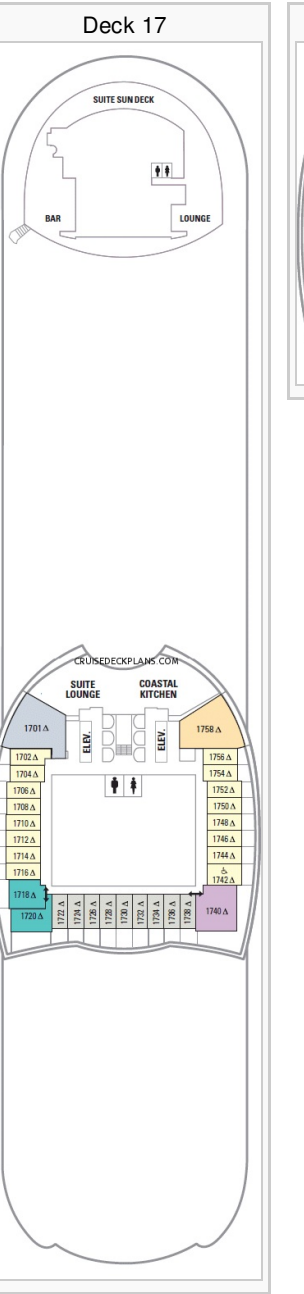 Deck 17
SUITE SUN DECK
BAR
LOUNGE
CRUISEDECKPLANS.COM
SUITE
LOUNGE
COASTAL
KITCHEN
ELEV.
ELEV.
1701 Δ
1758 Δ
1702 Δ
1756 Δ
1704 Δ
1754 Δ
1706 Δ
1752 Δ
1708 Δ
1750 Δ
1710 Δ
1748 Δ
1712 Δ
1746 Δ
1714 Δ
1744 Δ
1716 Δ
1742 Δ
1718 Δ
1720 Δ
1722 Δ
1724 Δ
1726 Δ
1728 Δ
1730 Δ
1732 Δ
1734 Δ
1736 Δ
1738 Δ
1740 Δ